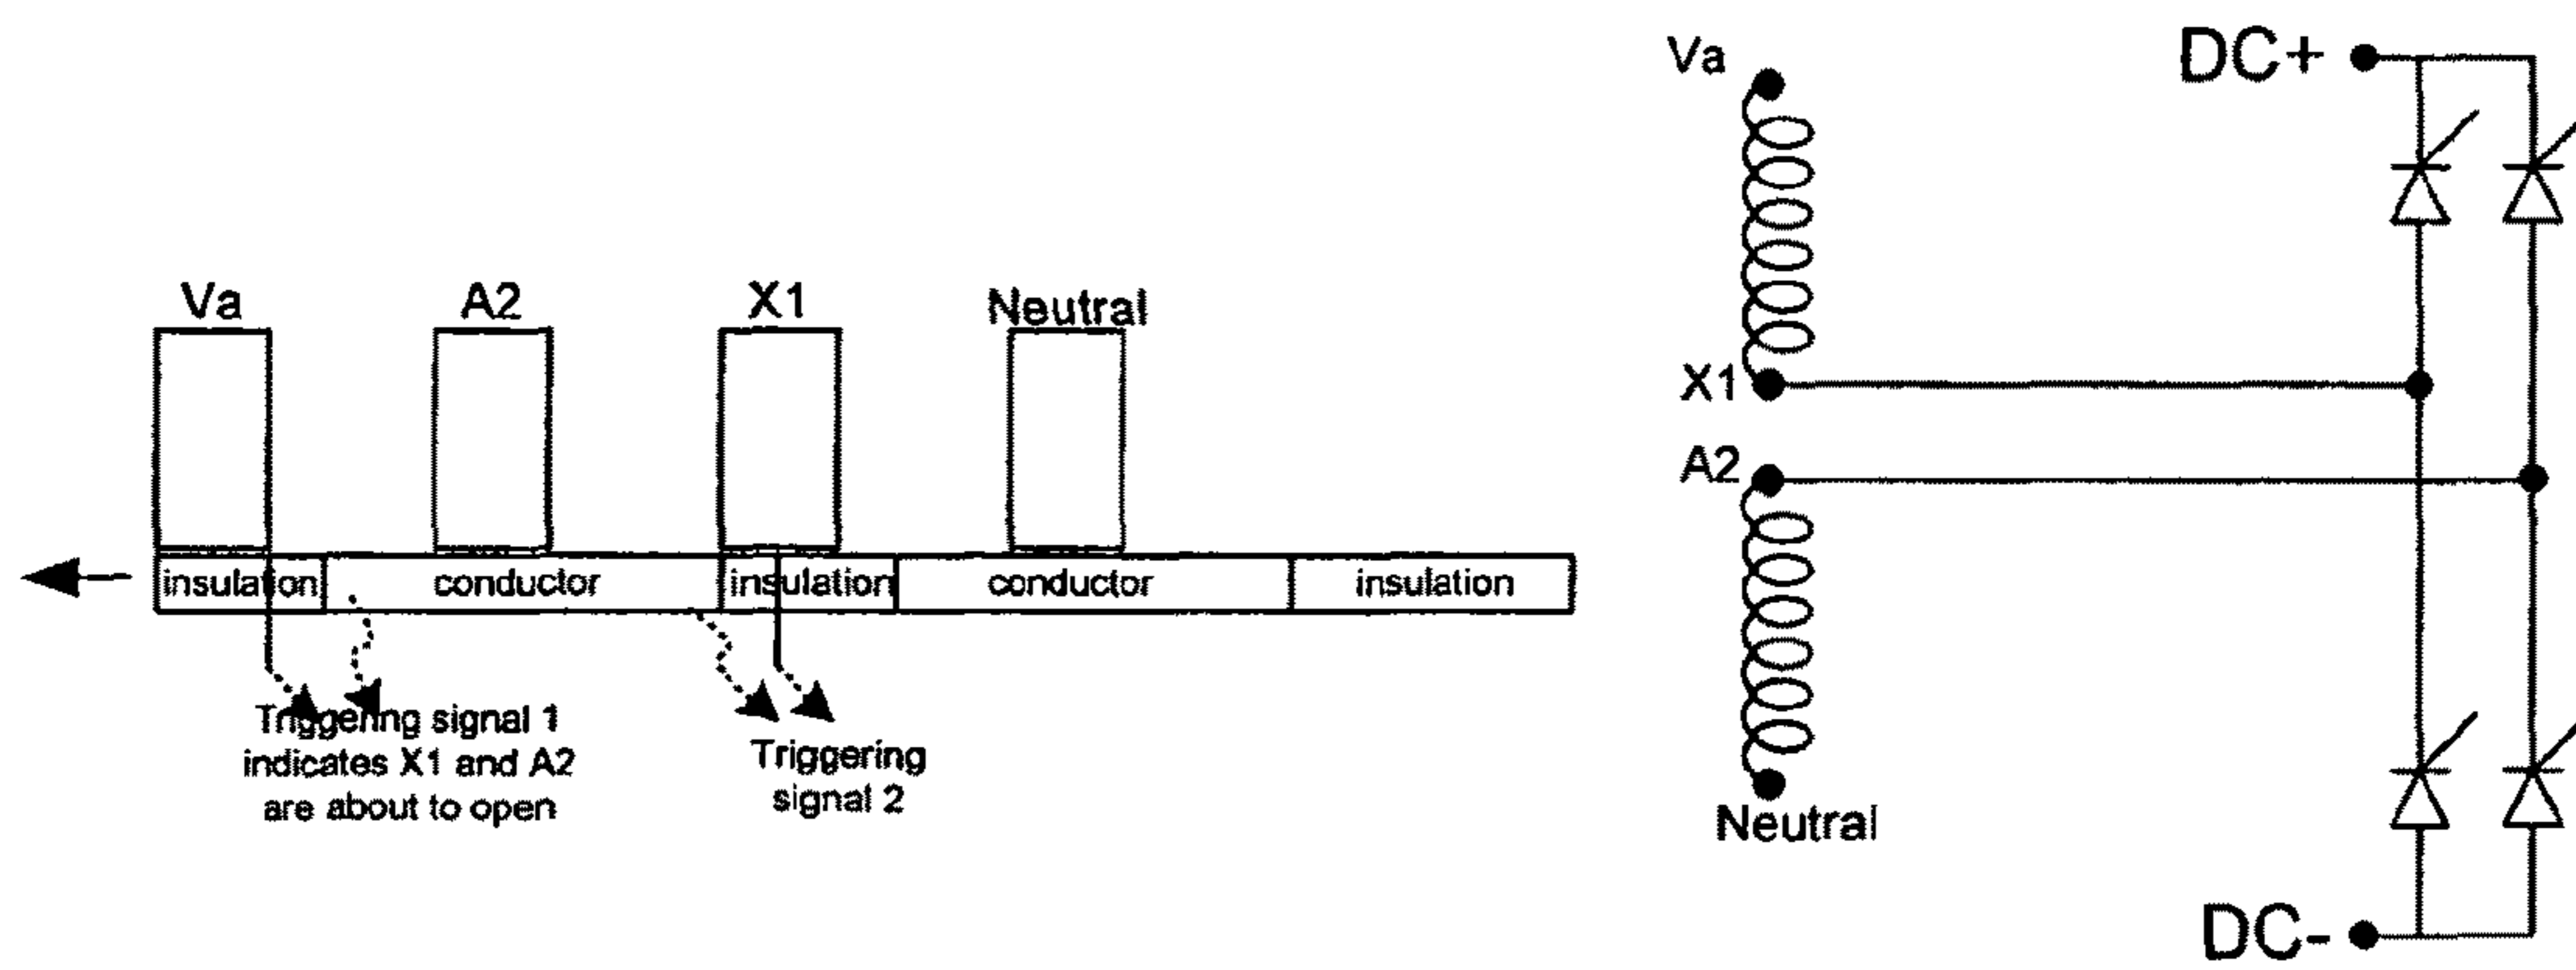 Va
A2
X1
Neutral
insulation
conductor
insulation
conductor
insulation
Triggering signal 1
indicates X1 and A2
are about to open
Triggering
signal 2
Va
X1
A2
Neutral
DC+
DC-